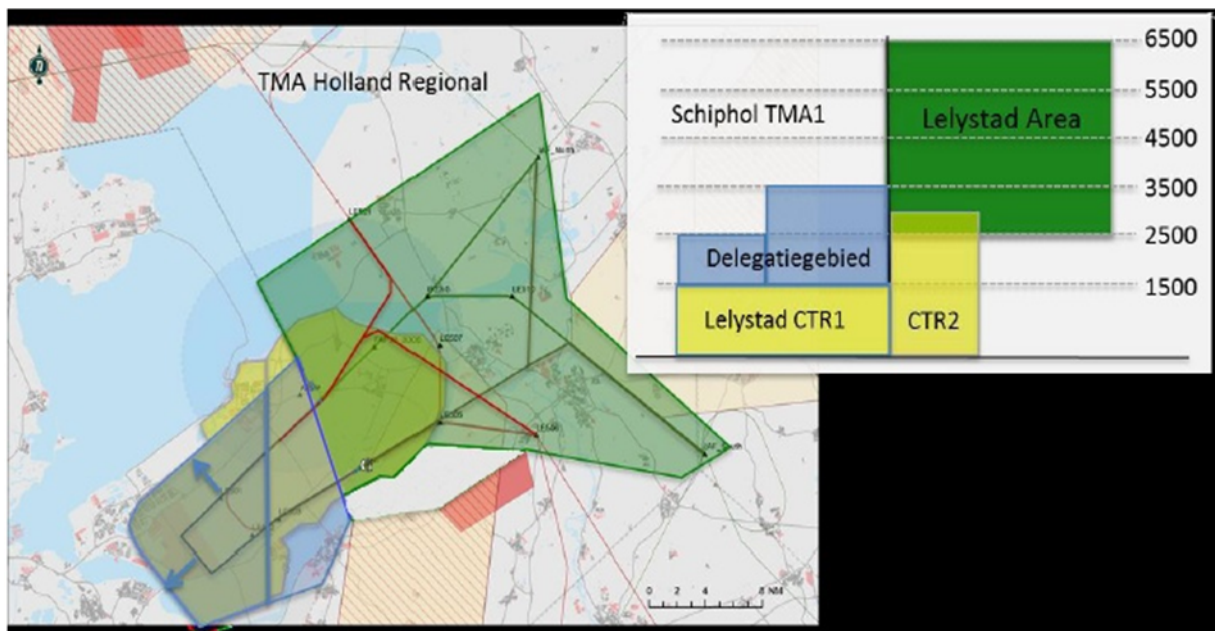 TMA Holland Regional
6500
5500
Schiphol TMA1
Lelystad Area
4500
3500
2500
Delegatiegebied
1500
Lelystad CTR1
CTR2
0 2 4 8 NM